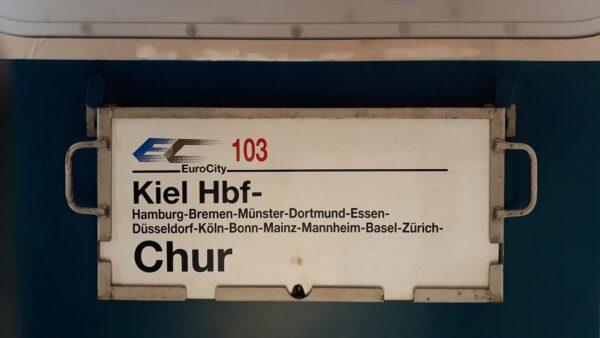 EC 103
EuroCity
Kiel Hbf-
Hamburg-Bremen-Münster-Dortmund-Essen-
Düsseldorf-Köln-Bonn-Mainz-Mannheim-Basel-Zürich-
Chur